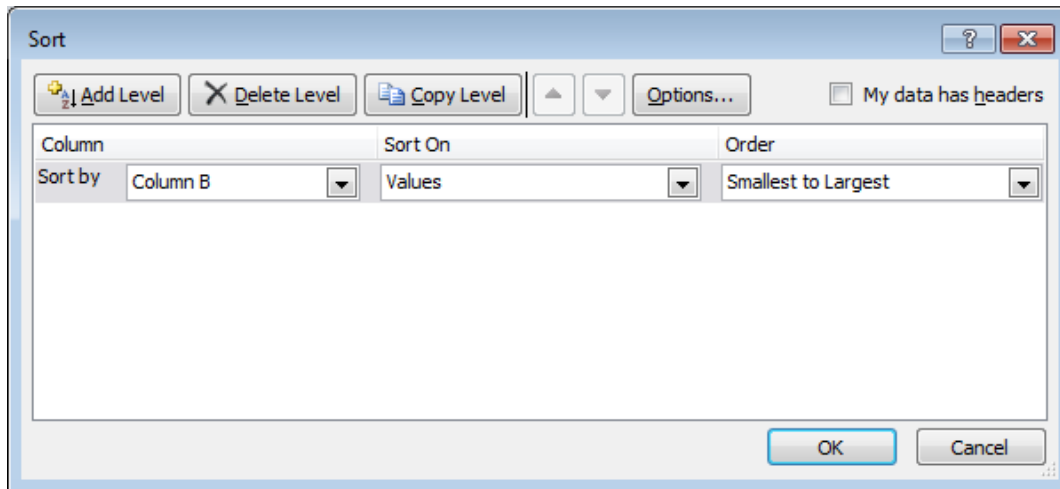 Sort
Add Level Delete Level Copy Level Options... My data has headers
Column Sort On Order
Sort by Column B Values Smallest to Largest
OK Cancel